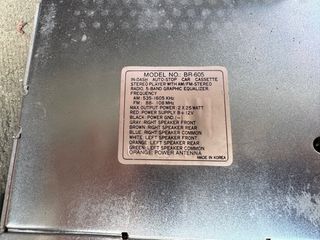 MODEL NO.: BR-605
IN-DASH AUTO-STOP CAR CASSETTE
STEREO PLAYER WITH AM/FM-STEREO
RADIO, 5-BAND GRAPHIC EQUALIZER.
FREQUENCY
AM: 535-1605 KHz
FM: 88-108 MHz
MAX OUTPUT POWER: 2 X 25 WATT
RED: POWER SUPPLY B+12V
BLACK: POWER GND (-)
GRAY: RIGHT SPEAKER FRONT
BROWN: RIGHT SPEAKER REAR
BLUE: RIGHT SPEAKER COMMON
WHITE: LEFT SPEAKER FRONT
ORANGE: LEFT SPEAKER REAR
GREEN: LEFT SPEAKER COMMON
ORANGE: POWER ANTENNA
MADE IN KOREA